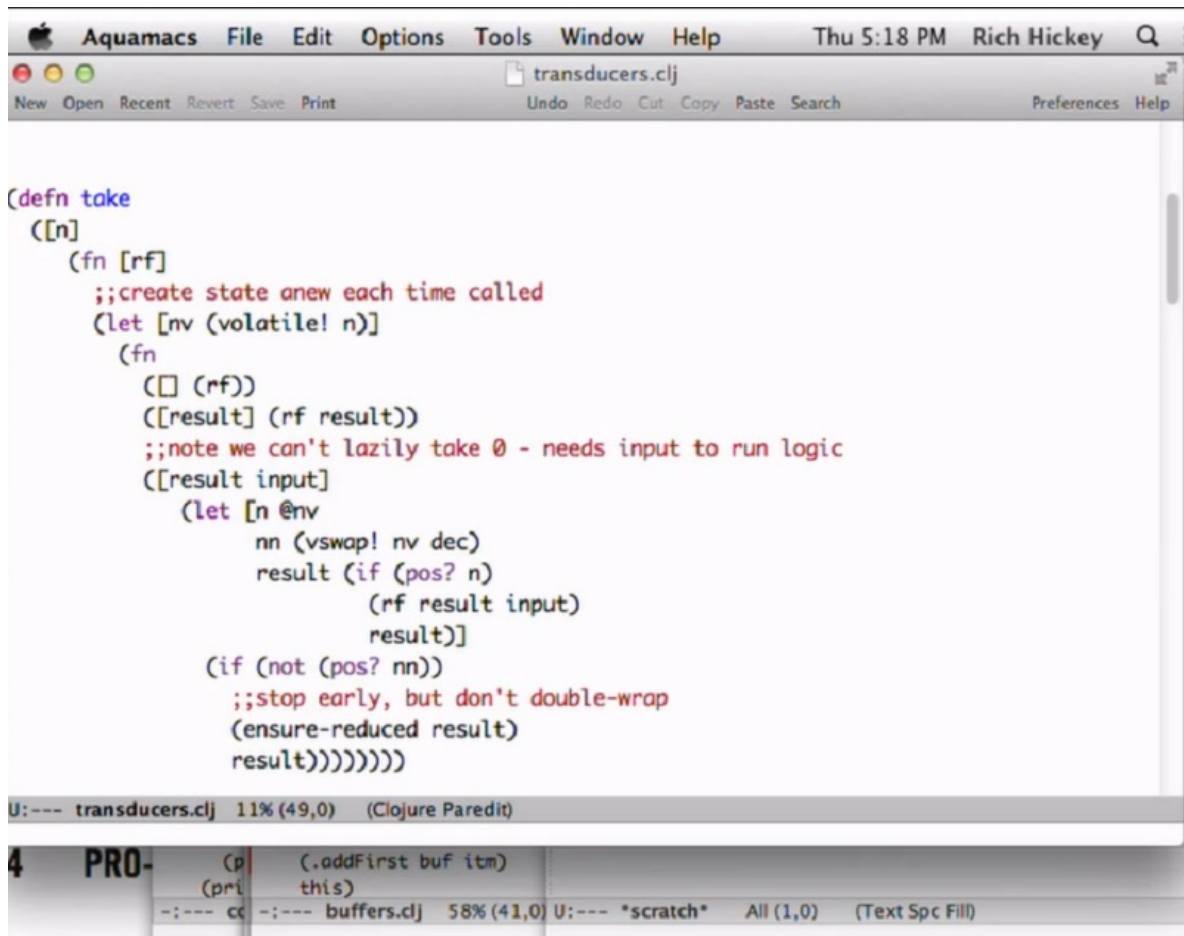 Aquamacs File Edit Options Tools Window Help Thu 5:18 PM Rich Hickey
transducers.clj
New Open Recent Revert Save Print Undo Redo Cut Copy Paste Search Preferences Help
(defn take
([n]
(fn [rf]
;;create state anew each time called
(let [nv (volatile! n)]
(fn
([] (rf))
([result] (rf result))
;;note we can't lazily take 0 - needs input to run logic
([result input]
(let [n @nv
nn (vswap! nv dec)
result (if (pos? n)
(rf result input)
result)]
(if (not (pos? nn))
;;stop early, but don't double-wrap
(ensure-reduced result)
result))))))))
U:--- transducers.clj 11% (49,0) (Clojure Paredit)
4 PRO- (p (.addFirst buf itm)
(pri this)
-:--- cc -:--- buffers.clj 58% (41,0) U:--- *scratch* All (1,0) (Text Spc Fill)